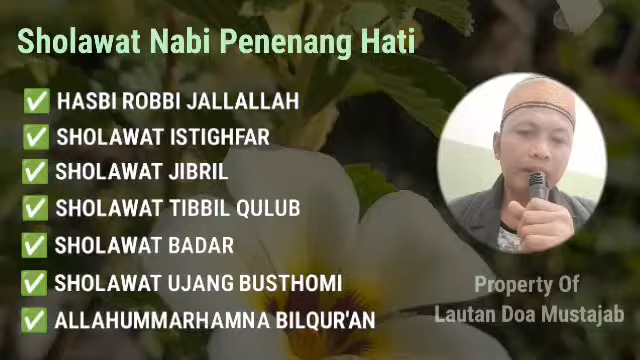 Sholawat Nabi Penenang Hati
✅ HASBI ROBBI JALLALLAH
✅ SHOLAWAT ISTIGHFAR
✅ SHOLAWAT JIBRIL
✅ SHOLAWAT TIBBIL QULUB
✅ SHOLAWAT BADAR
✅ SHOLAWAT UJANG BUSTHOMI
✅ ALLAHUMMARHAMNA BILQUR'AN
Property Of
Lautan Doa Mustajab